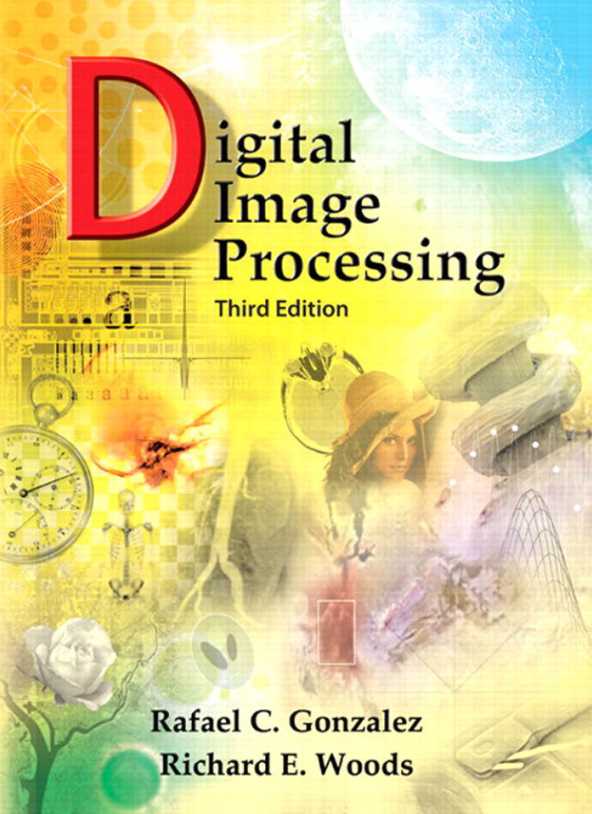 Digital
Image
Processing
Third Edition
a
a a a d a a
Rafael C. Gonzalez
Richard E. Woods